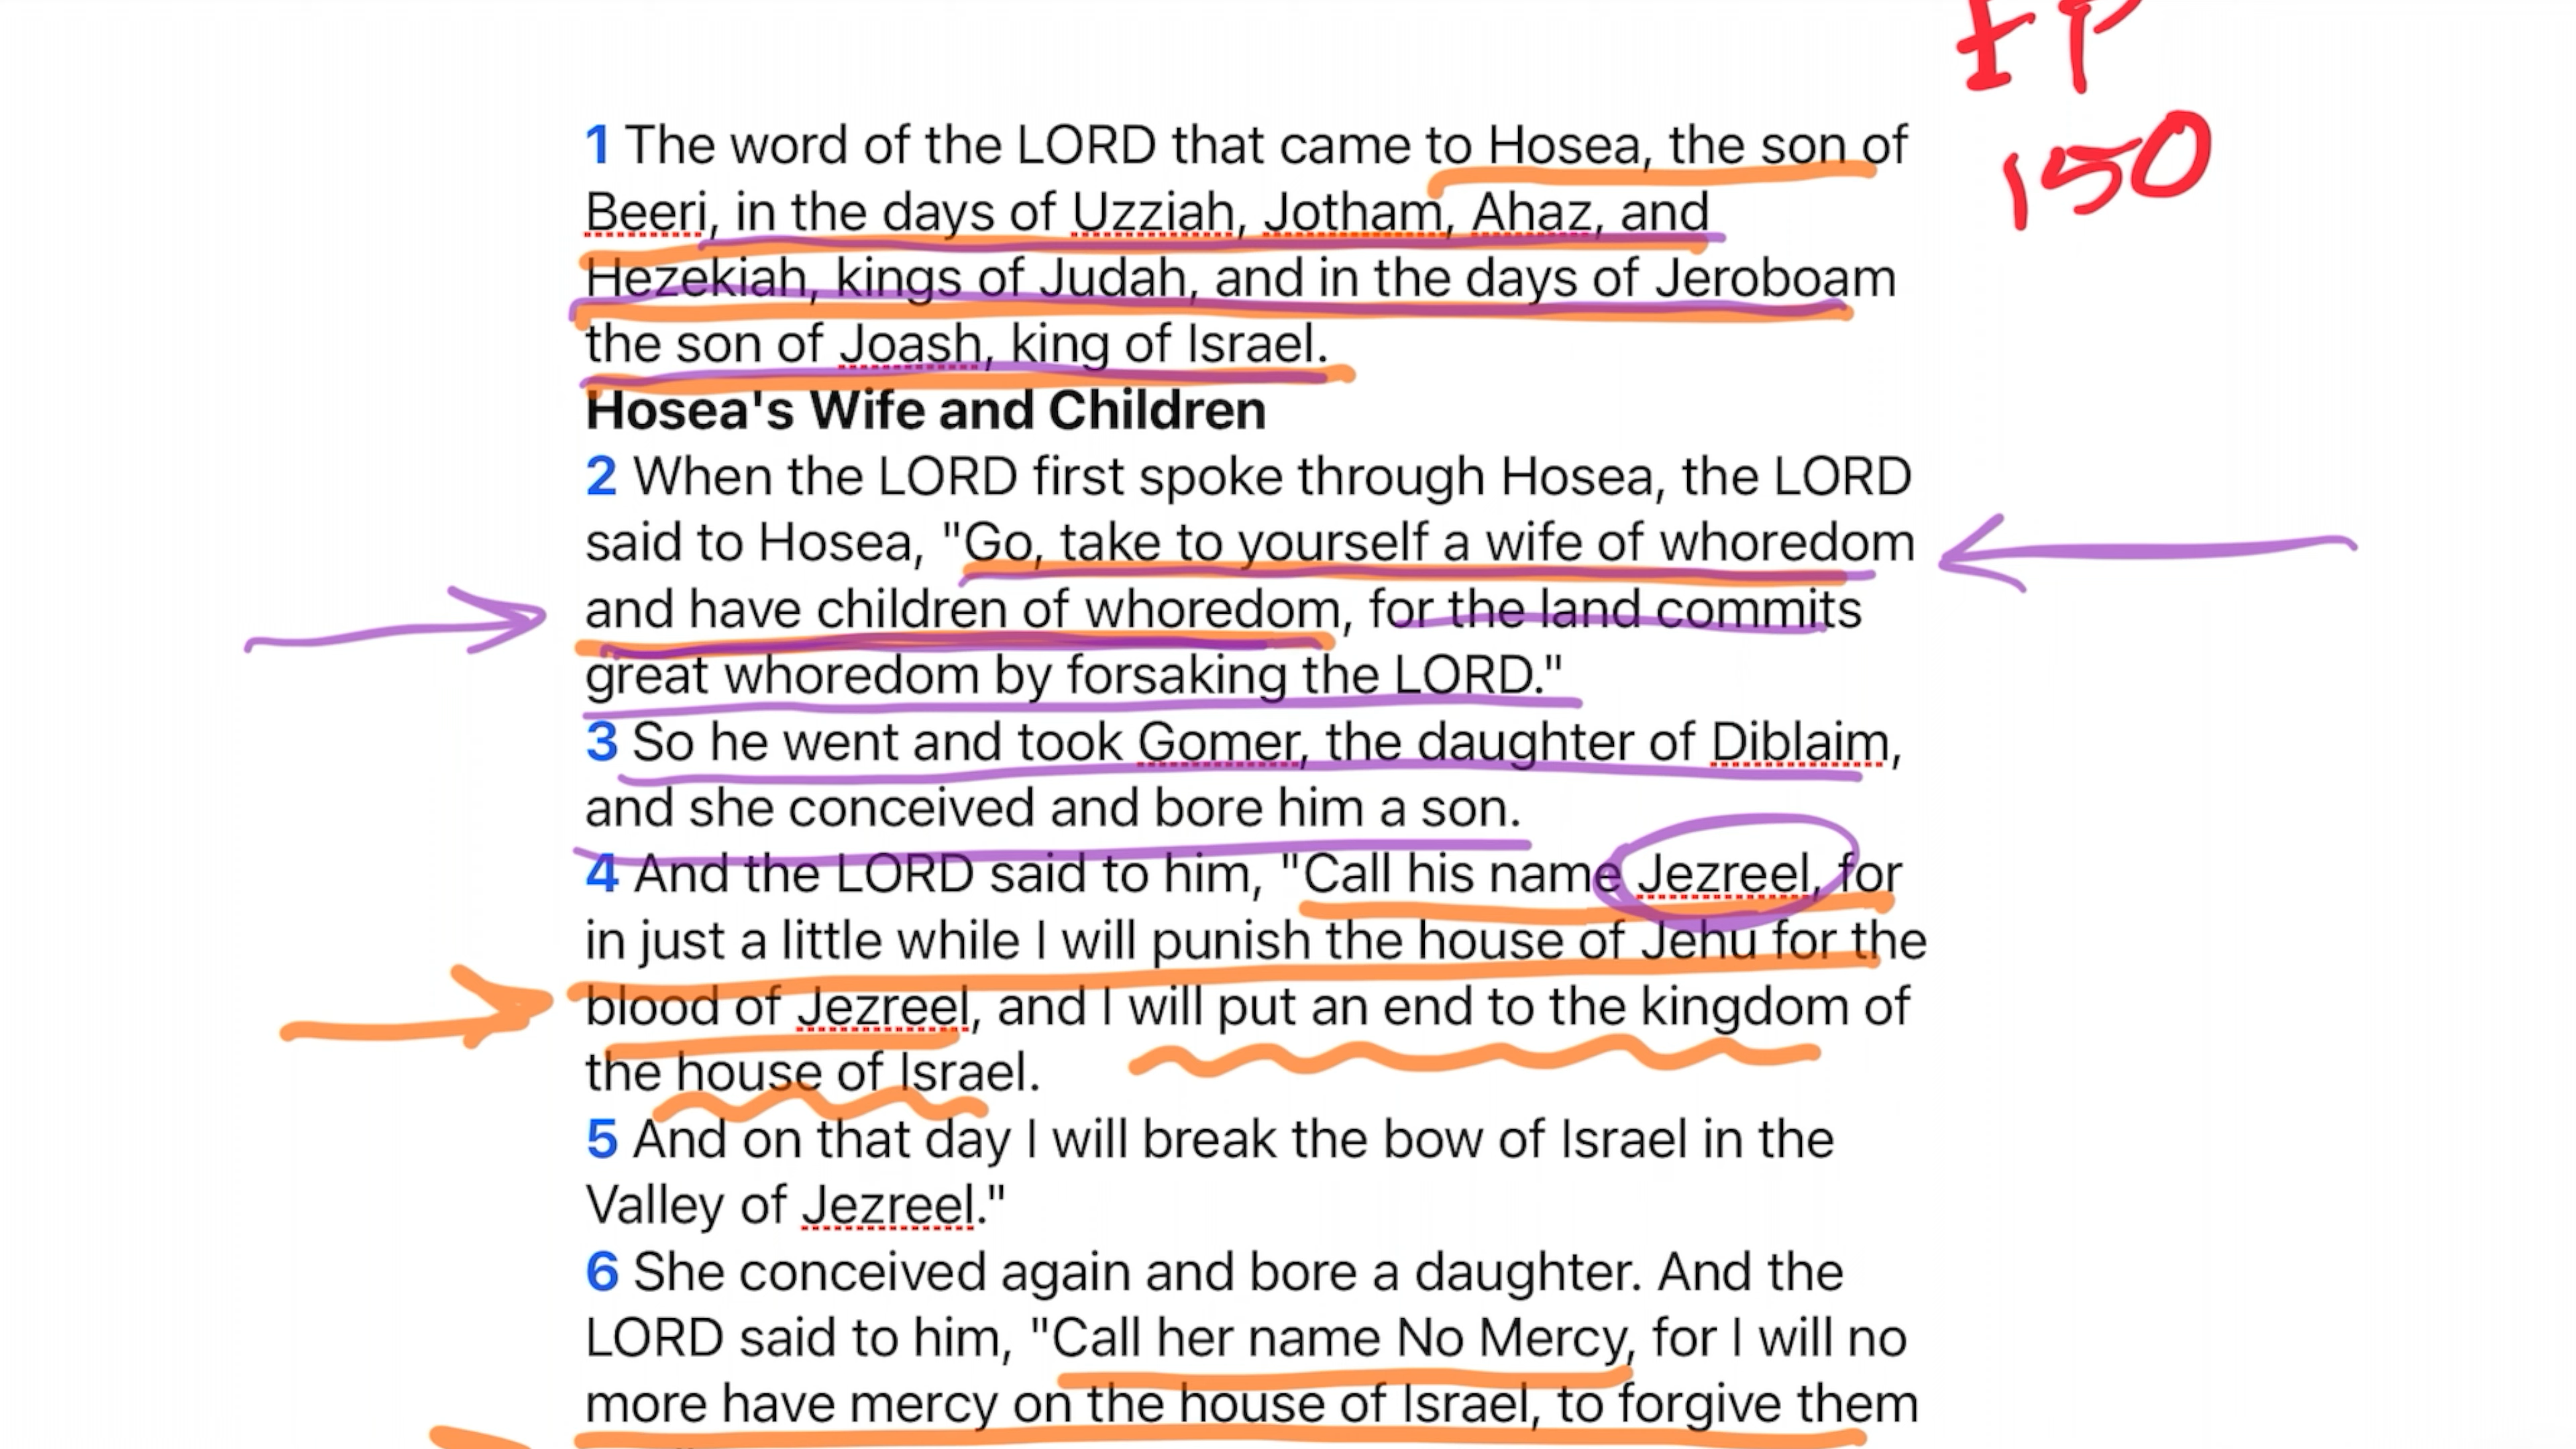 EP
150
1 The word of the LORD that came to Hosea, the son of
Beeri, in the days of Uzziah, Jotham, Ahaz, and
Hezekiah, kings of Judah, and in the days of Jeroboam
the son of Joash, king of Israel.
Hosea's Wife and Children
2 When the LORD first spoke through Hosea, the LORD
said to Hosea, "Go, take to yourself a wife of whoredom
and have children of whoredom, for the land commits
great whoredom by forsaking the LORD."
3 So he went and took Gomer, the daughter of Diblaim,
and she conceived and bore him a son.
4 And the LORD said to him, "Call his name Jezreel, for
in just a little while I will punish the house of Jehu for the
blood of Jezreel, and I will put an end to the kingdom of
the house of Israel.
5 And on that day I will break the bow of Israel in the
Valley of Jezreel."
6 She conceived again and bore a daughter. And the
LORD said to him, "Call her name No Mercy, for I will no
more have mercy on the house of Israel, to forgive them